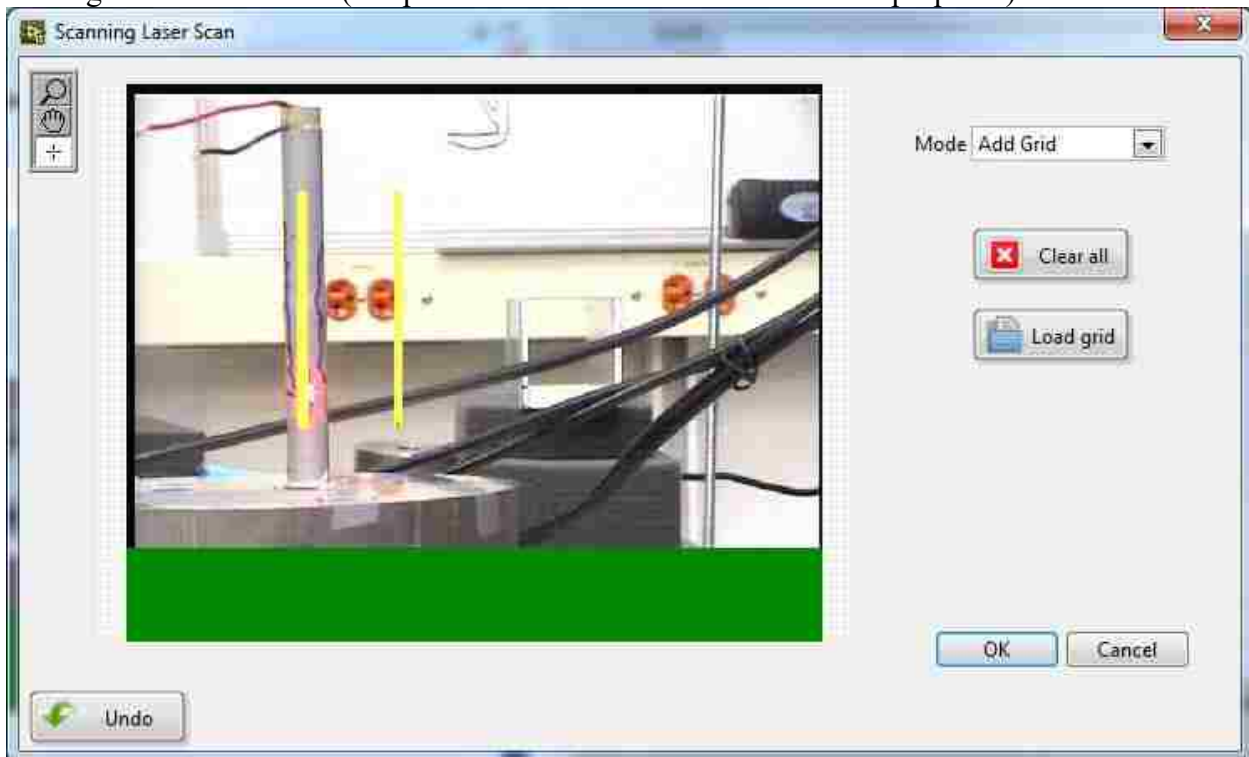 Scanning Laser Scan
Mode Add Grid
Clear all
Load grid
OK Cancel
Undo